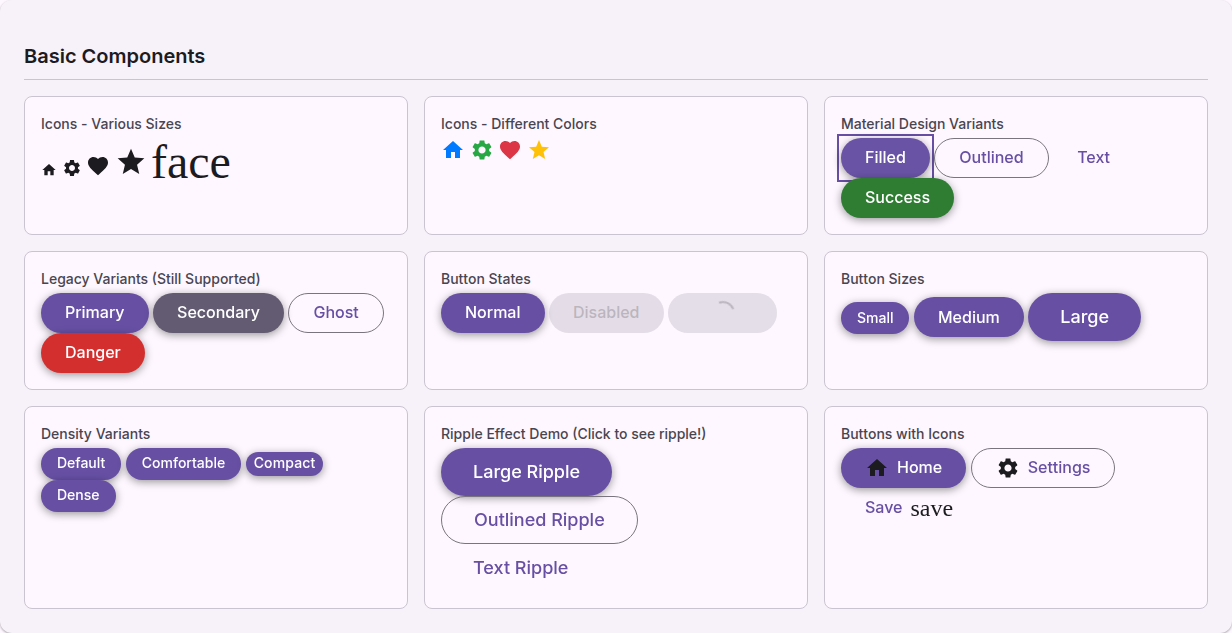 Basic Components
Icons - Various Sizes
face
Icons - Different Colors
Material Design Variants
Filled
Outlined
Text
Success
Legacy Variants (Still Supported)
Primary
Secondary
Ghost
Danger
Button States
Normal
Disabled
Button Sizes
Small
Medium
Large
Density Variants
Default
Comfortable
Compact
Dense
Ripple Effect Demo (Click to see ripple!)
Large Ripple
Outlined Ripple
Text Ripple
Buttons with Icons
Home
Settings
Save save